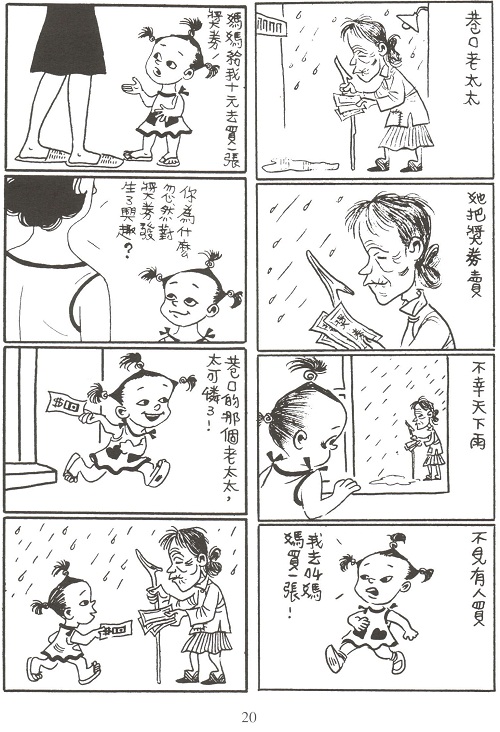 巷口老太太
她把獎券賣
獎券
不幸天下雨
不見有人買
我去叫媽
媽買一張！
媽媽給我十元去買一張
獎券！
你為什麼
忽然對
獎券發
生了興趣？
巷口的那個老太太，
太可憐了！
20